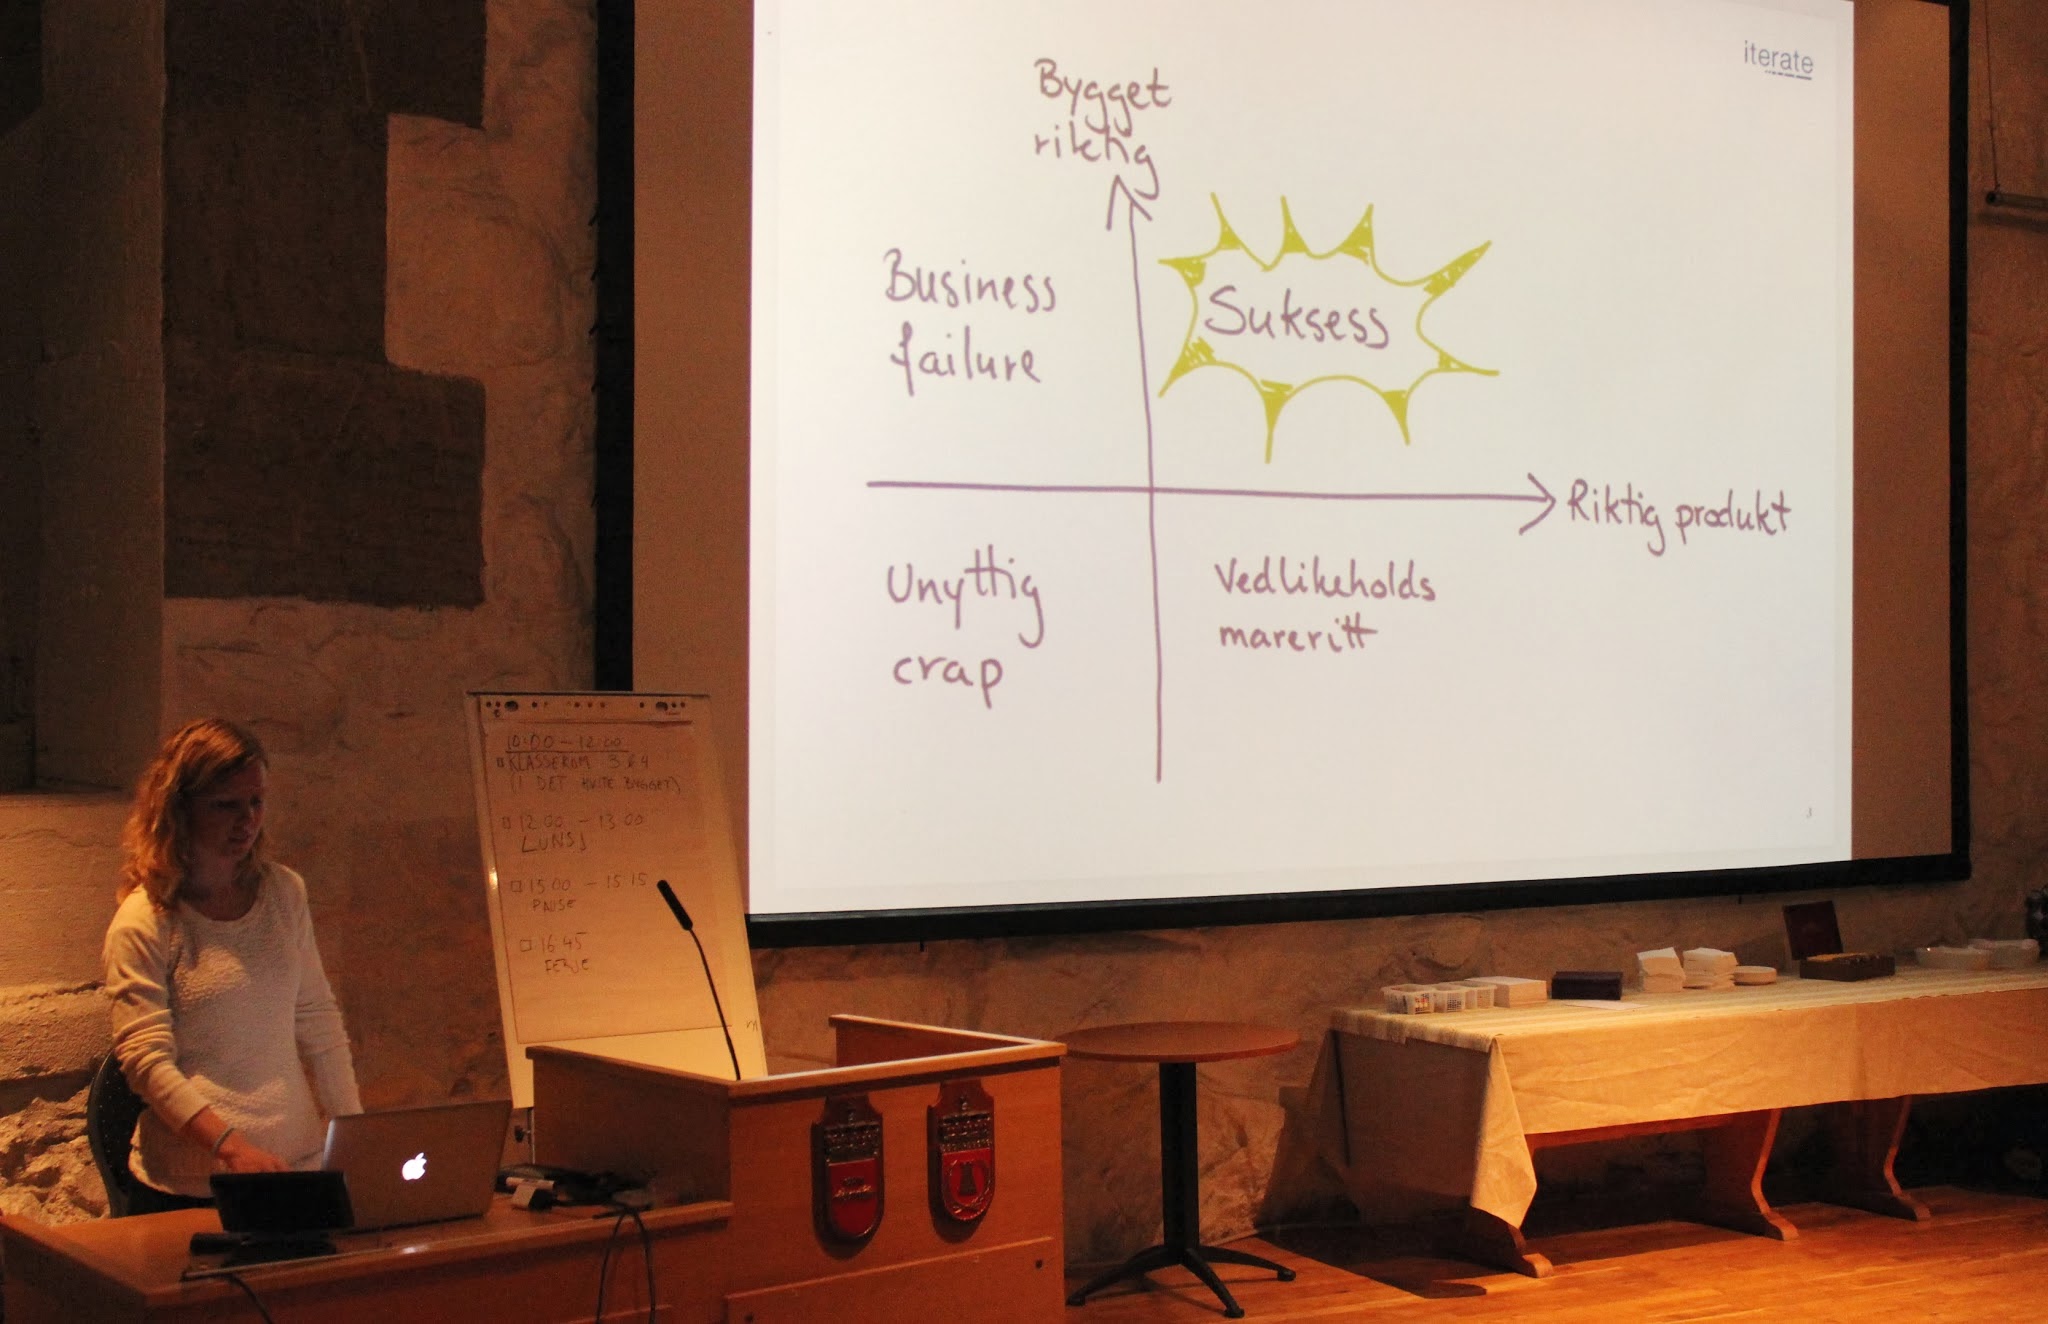 iterate
Bygget
riktig
Business
failure
Suksess
Riktig produkt
Unyttig
crap
Vedlikeholds
mareritt
10:00 – 12:00
KLASSEROM 3&4
(I DET HVITE BYGGET)
12:00 – 13:00
LUNSJ
15:00 – 15:15
PAUSE
16:45
FERJE